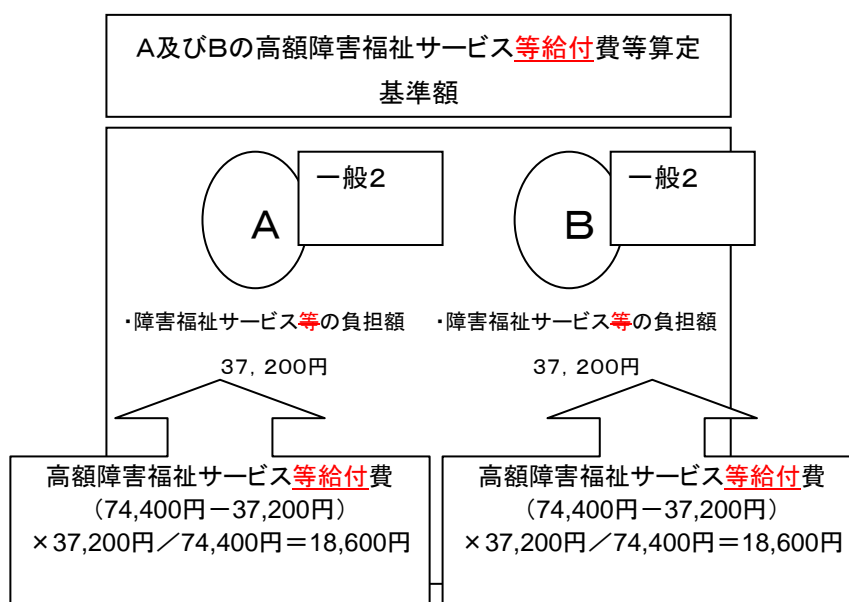 A及びBの高額障害福祉サービス等給付費等算定
基準額
A
一般2
B
一般2
・障害福祉サービス等の負担額
37,200円
・障害福祉サービス等の負担額
37,200円
高額障害福祉サービス等給付費
(74,400円－37,200円)
×37,200円／74,400円＝18,600円
高額障害福祉サービス等給付費
(74,400円－37,200円)
×37,200円／74,400円＝18,600円